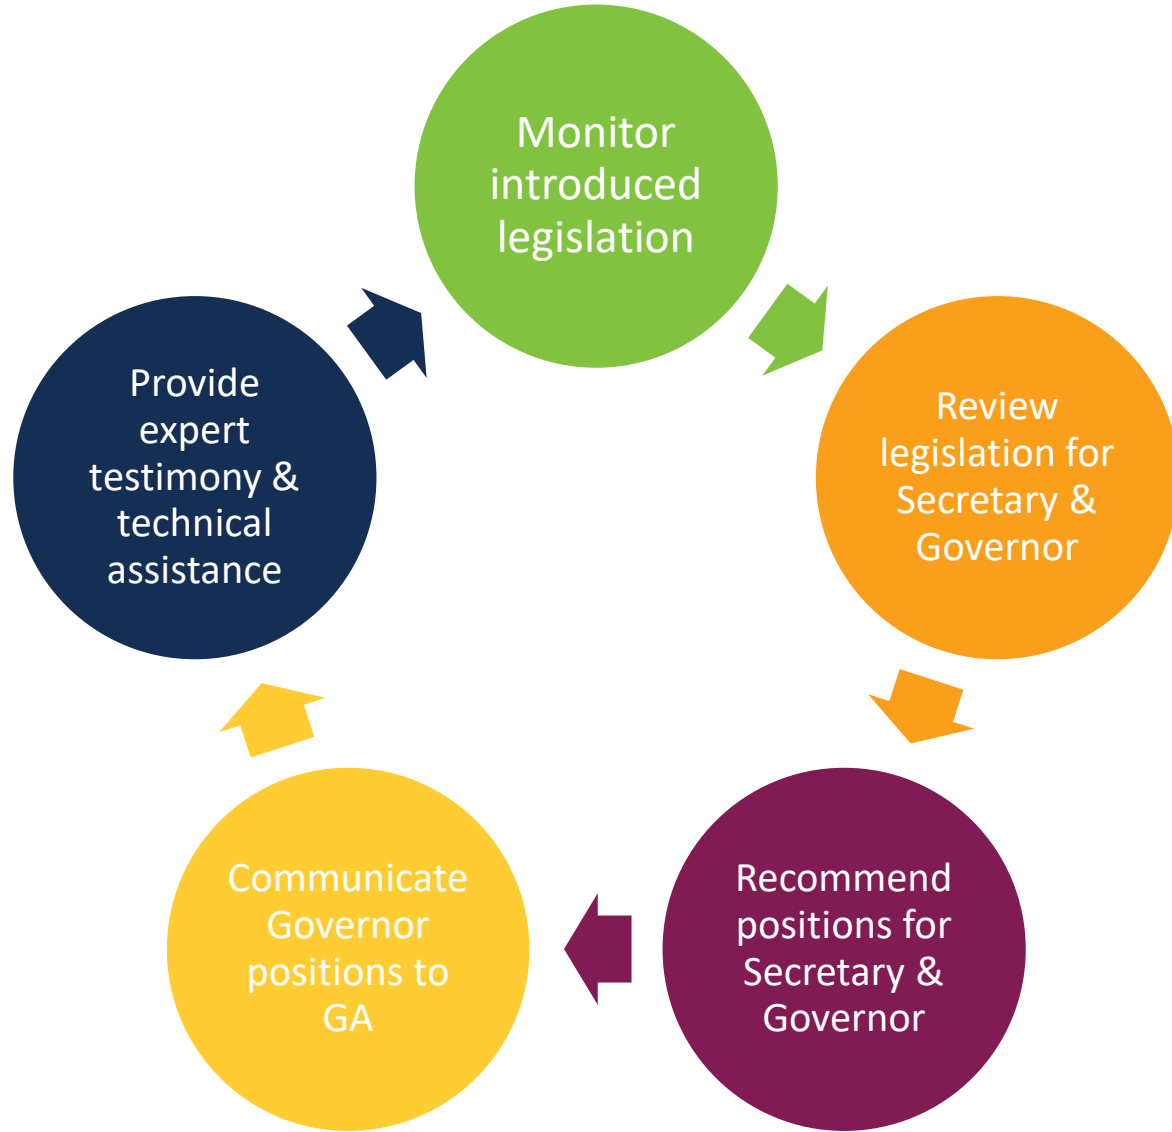 Monitor
introduced
legislation
Review
legislation for
Secretary &
Governor
Recommend
positions for
Secretary &
Governor
Communicate
Governor
positions to
GA
Provide
expert
testimony &
technical
assistance